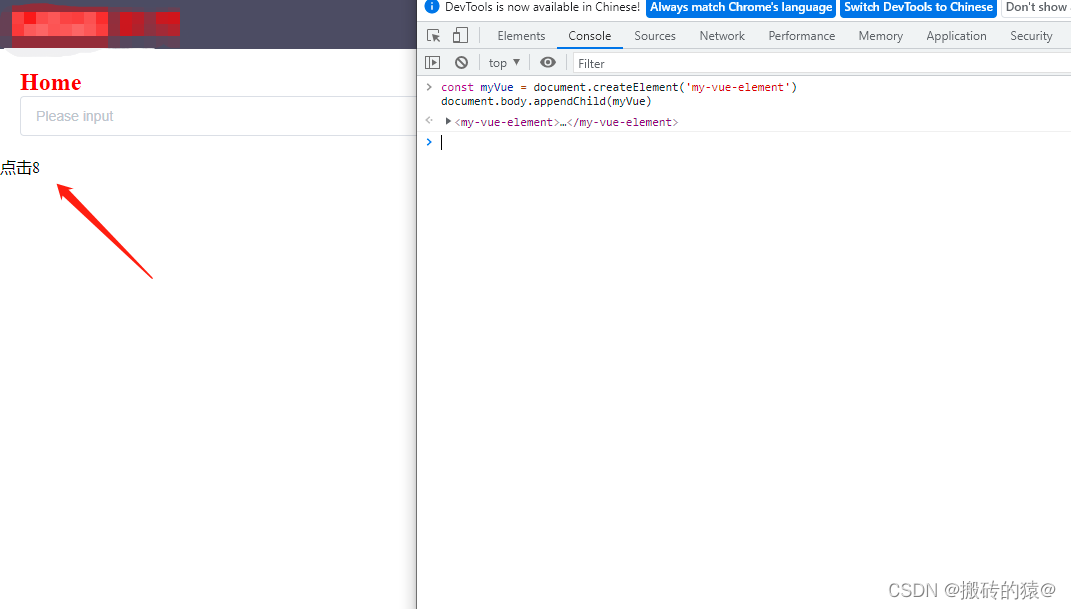 DevTools is now available in Chinese! Always match Chrome's language Switch DevTools to Chinese Don't show
Elements Console Sources Network Performance Memory Application Security
top ▼ Filter
Home
Please input
点击8
> const myVue = document.createElement('my-vue-element')
document.body.appendChild(myVue)
<my-vue-element>…</my-vue-element>
>
CSDN @搬砖的猿@